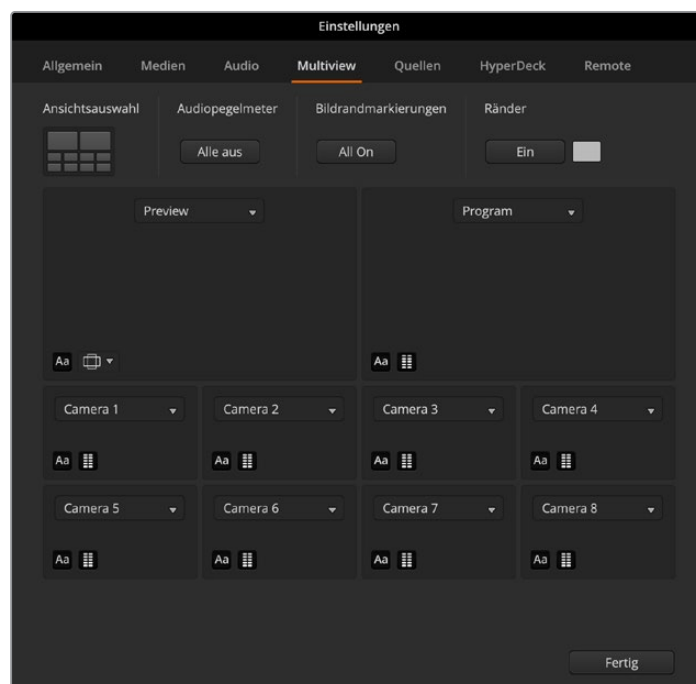 Einstellungen
Allgemein Medien Audio Multiview Quellen HyperDeck Remote
Ansichtsauswahl Audiopegelmeter Bildrandmarkierungen Ränder
Alle aus All On Ein
Preview Program
Aa Aa
Camera 1 Camera 2 Camera 3 Camera 4
Aa Aa Aa Aa
Camera 5 Camera 6 Camera 7 Camera 8
Aa Aa Aa Aa
Fertig